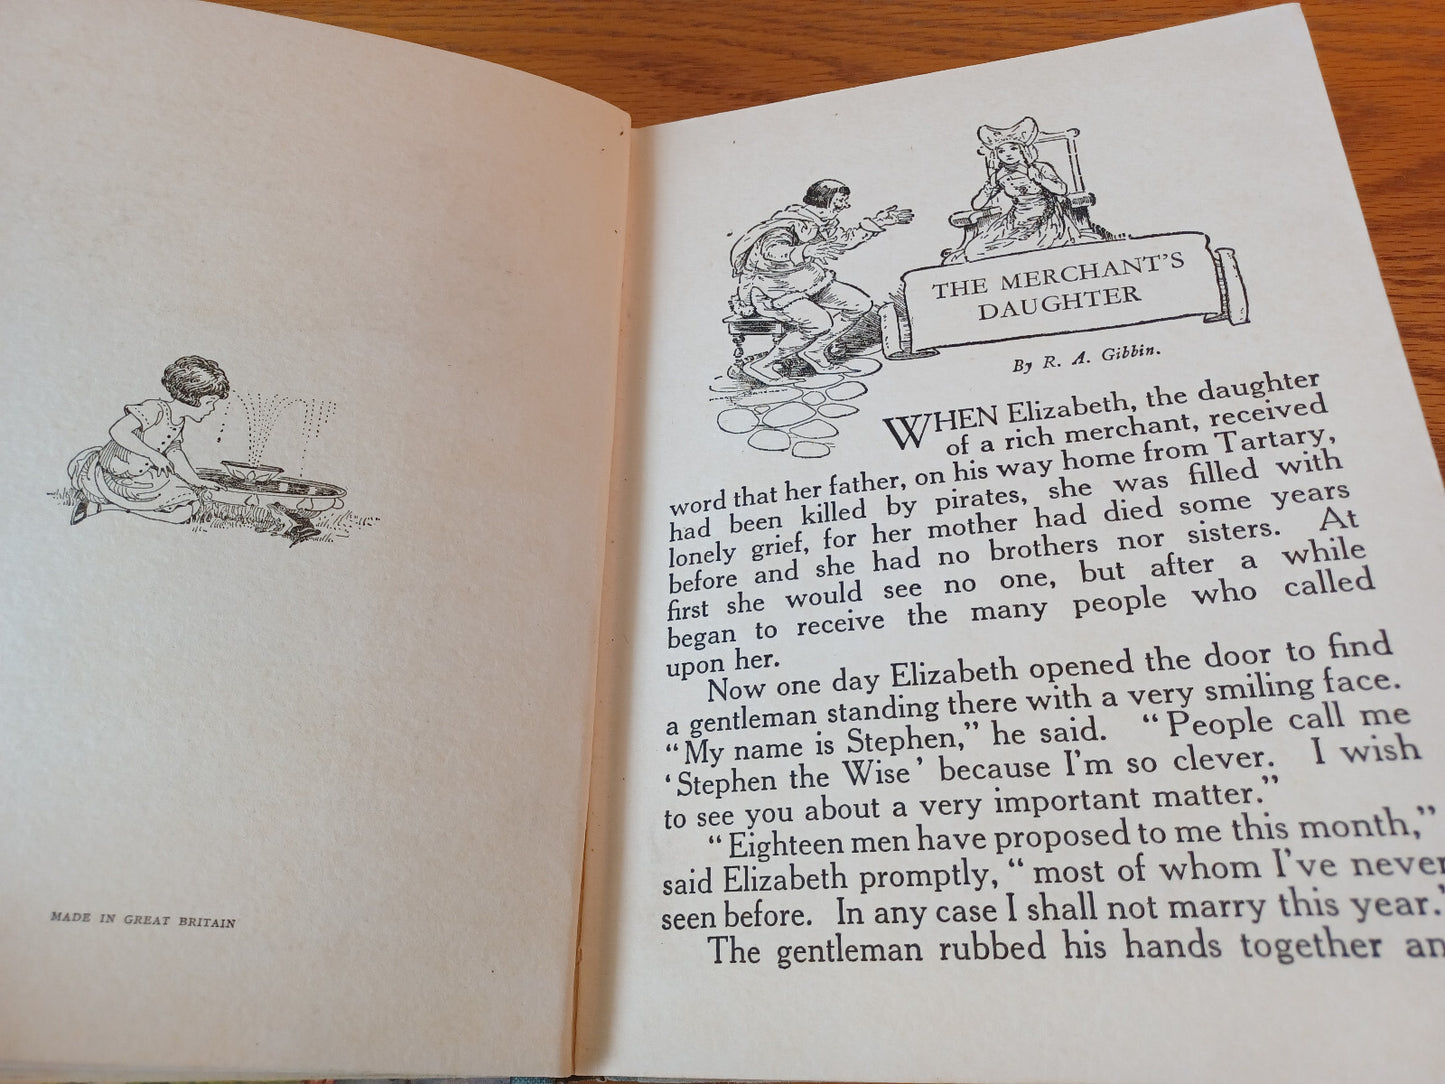 MADE IN GREAT BRITAIN
THE MERCHANT'S
DAUGHTER
By R. A. Gibbin.
WHEN Elizabeth, the daughter
of a rich merchant, received
word that her father, on his way home from Tartary,
had been killed by pirates, she was filled with
lonely grief, for her mother had died some years
before and she had no brothers nor sisters. At
first she would see no one, but after a while
began to receive the many people who called
upon her.
Now one day Elizabeth opened the door to find
a gentleman standing there with a very smiling face.
“My name is Stephen,” he said. “People call me
‘Stephen the Wise’ because I'm so clever. I wish
to see you about a very important matter.”
“Eighteen men have proposed to me this month,”
said Elizabeth promptly, “most of whom I've never
seen before. In any case I shall not marry this year.”
The gentleman rubbed his hands together an